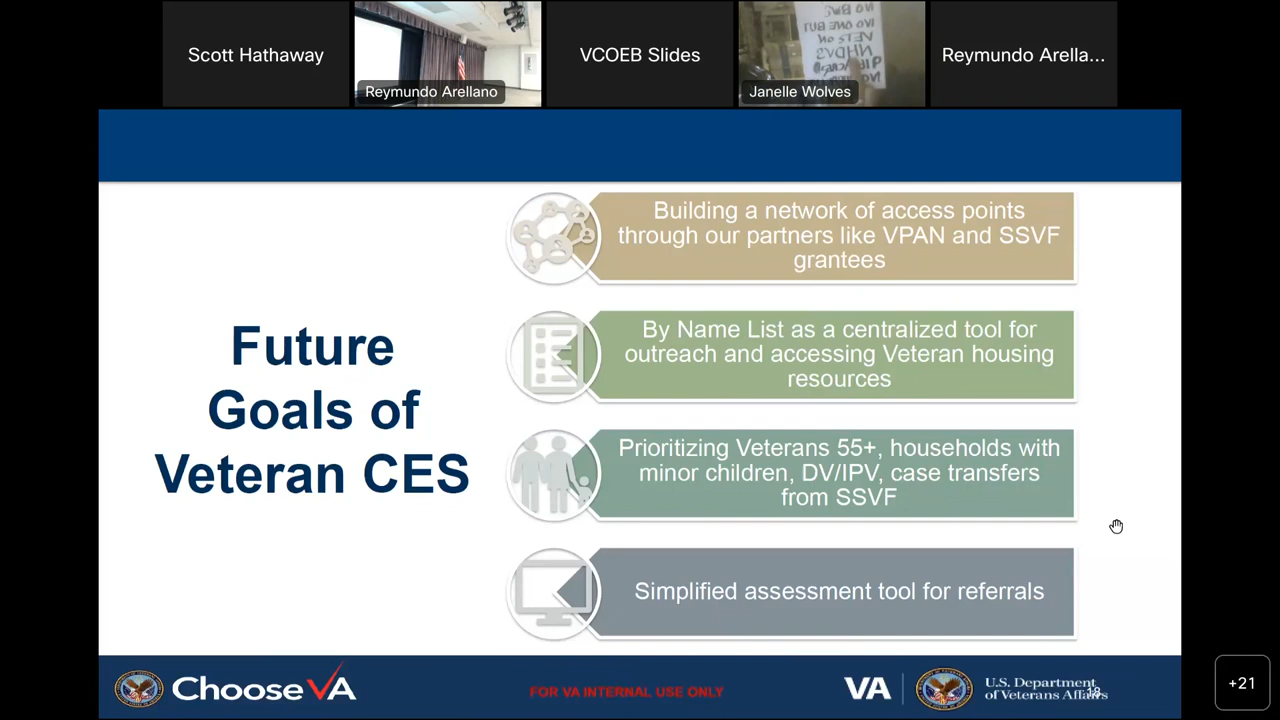 Scott Hathaway
Reymundo Arellano
VCOEB Slides
Janelle Wolves
Reymundo Arella...
Building a network of access points
through our partners like VPAN and SSVF
grantees
By Name List as a centralized tool for
outreach and accessing Veteran housing
resources
Future
Goals of
Veteran CES
Prioritizing Veterans 55+, households with
minor children, DV/IPV, case transfers
from SSVF
Simplified assessment tool for referrals
Choose VA
FOR VA INTERNAL USE ONLY
VA
U.S. Department
of Veterans Affairs
18
+21